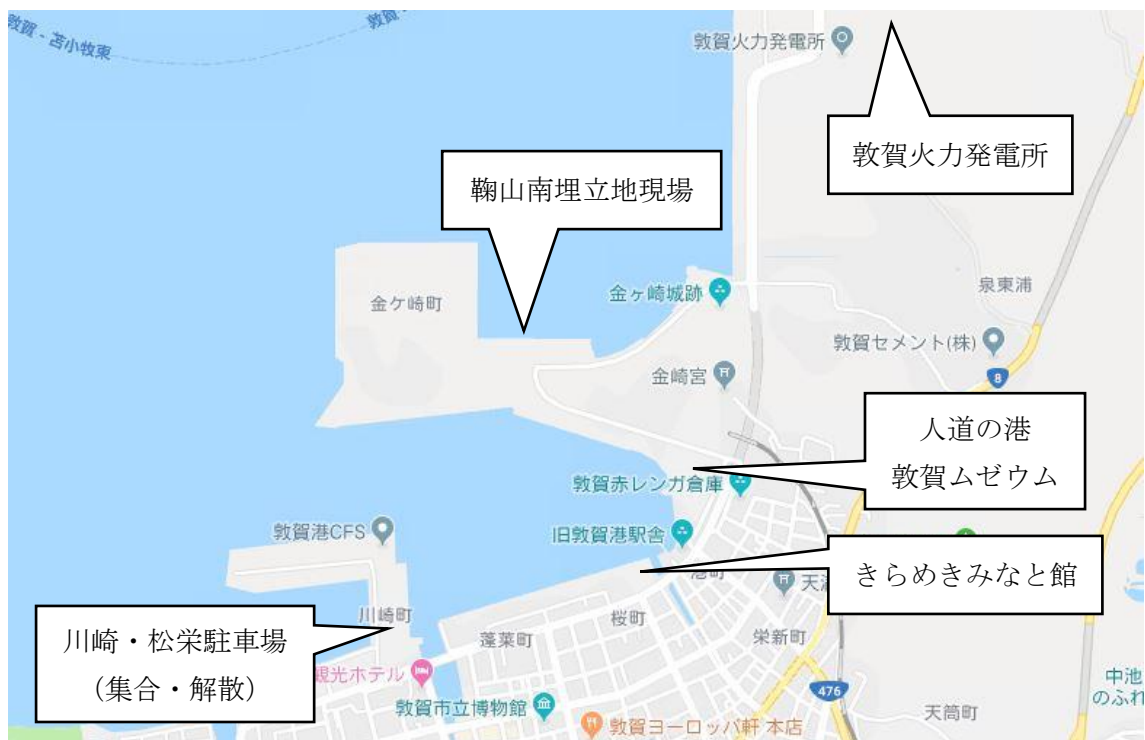 敦賀 - 苫小牧東
敦賀
敦賀火力発電所
敦賀火力発電所
鞠山南埋立地現場
金ケ崎町
金ヶ崎城跡
泉東浦
敦賀セメント(株)
金崎宮
8
人道の港
敦賀ムゼウム
敦賀赤レンガ倉庫
敦賀港CFS
旧敦賀港駅舎
きらめきみなと館
港町
川崎町
桜町
蓬莱町
栄新町
川崎・松栄駐車場
(集合・解散)
観光ホテル
476
中池
のふれ
敦賀市立博物館
天筒町
敦賀ヨーロッパ軒 本店